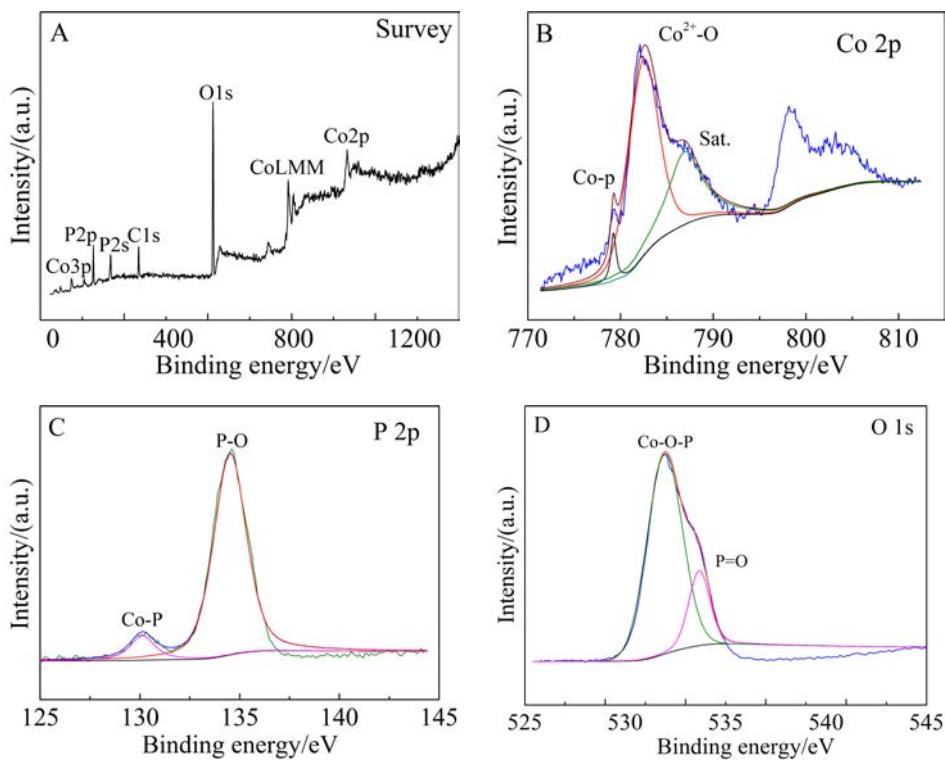 A
Survey
O1s
CoLMM
Co2p
P2p
P2s
C1s
Co3p
Intensity/(a.u.)
0 400 800 1200
Binding energy/eV
B
Co²⁺-O
Co 2p
Sat.
Co-p
Intensity/(a.u.)
770 780 790 800 810
Binding energy/eV
C
P-O
P 2p
Co-P
Intensity/(a.u.)
125 130 135 140 145
Binding energy/eV
D
Co-O-P
O 1s
P=O
Intensity/(a.u.)
525 530 535 540 545
Binding energy/eV